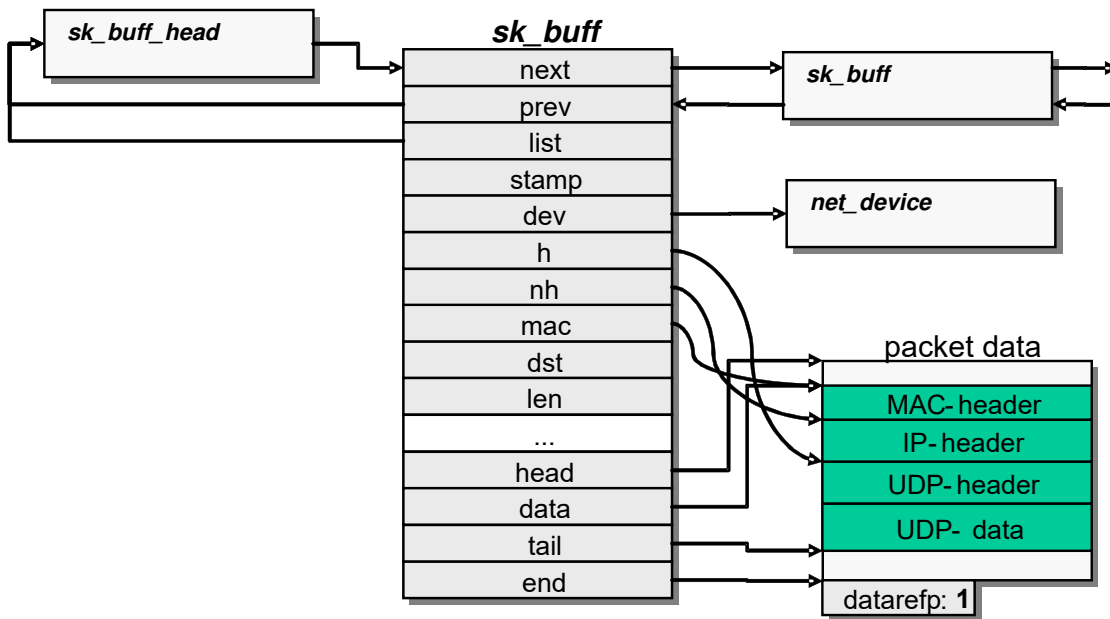 sk_buff_head
sk_buff
next
prev
list
stamp
dev
h
nh
mac
dst
len
...
head
data
tail
end
sk_buff
net_device
packet data
MAC-header
IP-header
UDP-header
UDP- data
datarefp: 1